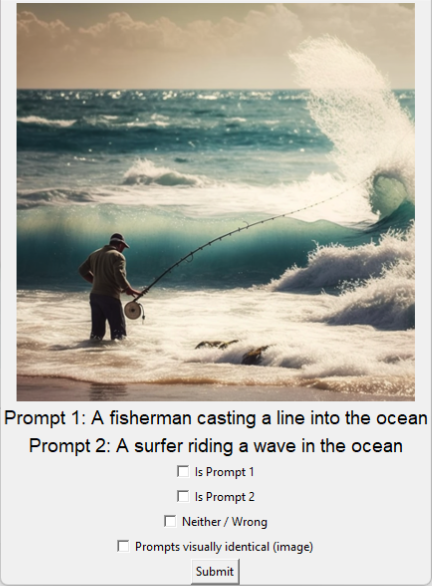 Prompt 1: A fisherman casting a line into the ocean
Prompt 2: A surfer riding a wave in the ocean
Is Prompt 1
Is Prompt 2
Neither / Wrong
Prompts visually identical (image)
Submit